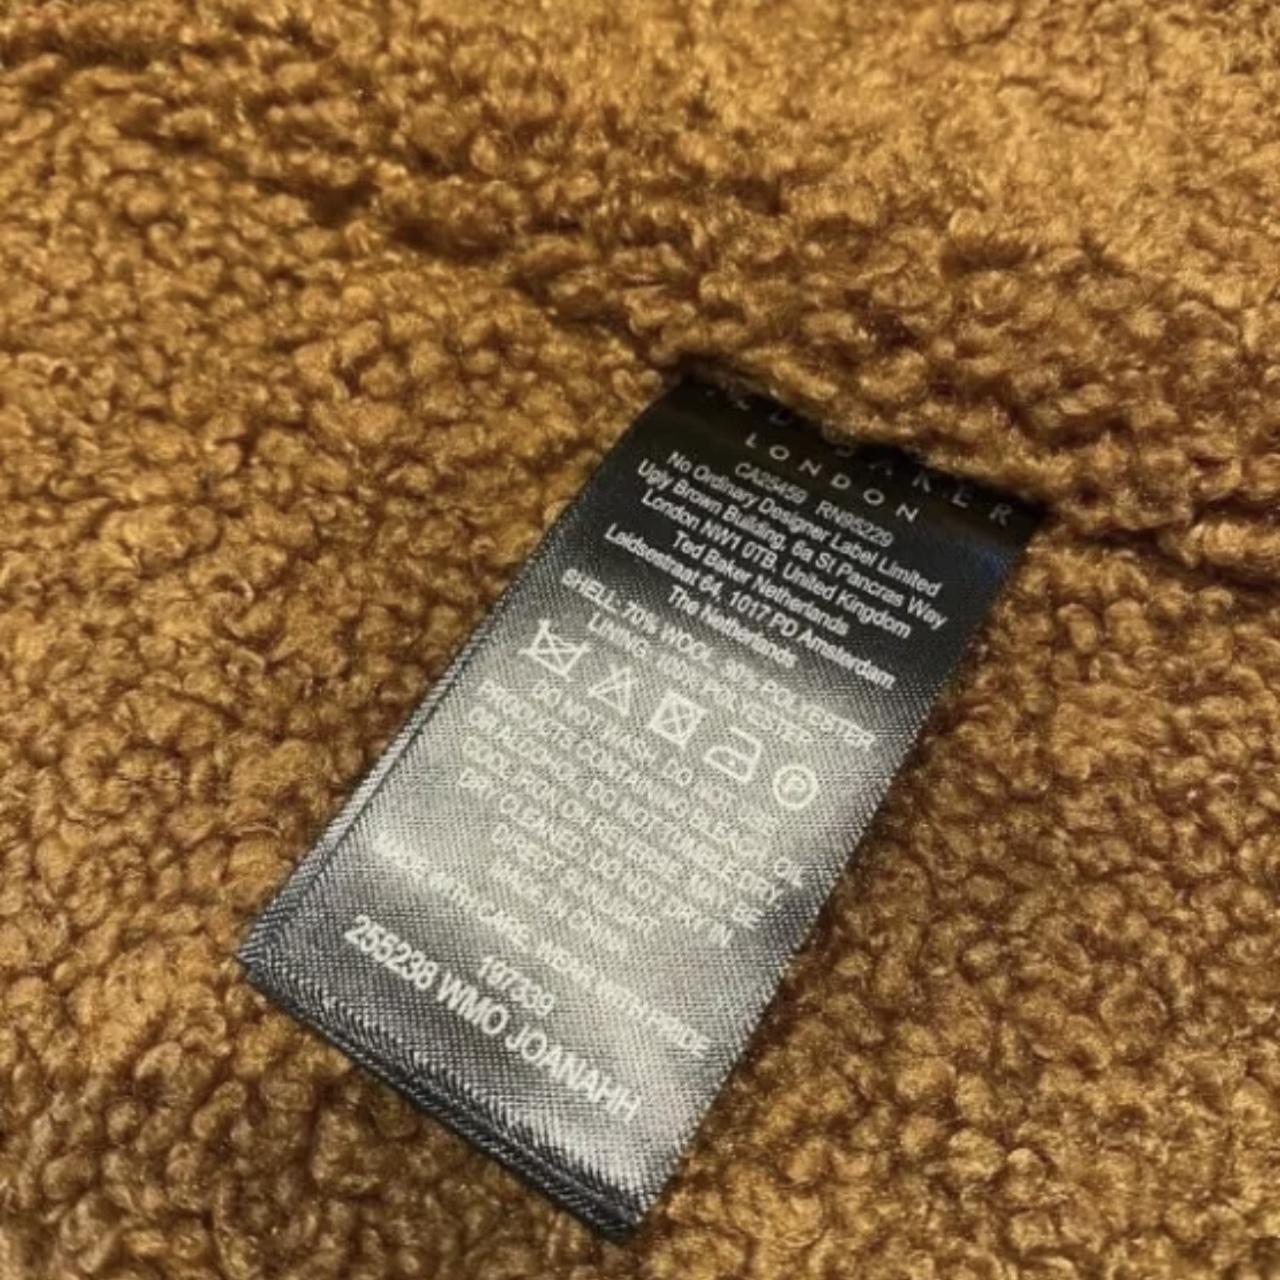 TED BAKER
LONDON
CA25459 RN95229
No Ordinary Designer Label Limited
Ugly Brown Building, 6a St Pancras Way
London NW1 0TB, United Kingdom
Ted Baker Netherlands
Leidsestraat 64, 1017 PD Amsterdam,
The Netherlands
SHELL: 70% WOOL, 30% POLYESTER
LINING: 100% POLYESTER
P
DO NOT WASH, DO NOT USE
PRODUCTS CONTAINING BLEACH OR
OR ALCOHOL, DO NOT TUMBLE DRY
COOL IRON ON REVERSE, MAY BE
DRY CLEANED, DO NOT DRY IN
DIRECT SUNLIGHT
MADE IN CHINA
MADE WITH CARE, WEAR WITH PRIDE
197339
255238 WMO JOANAHH